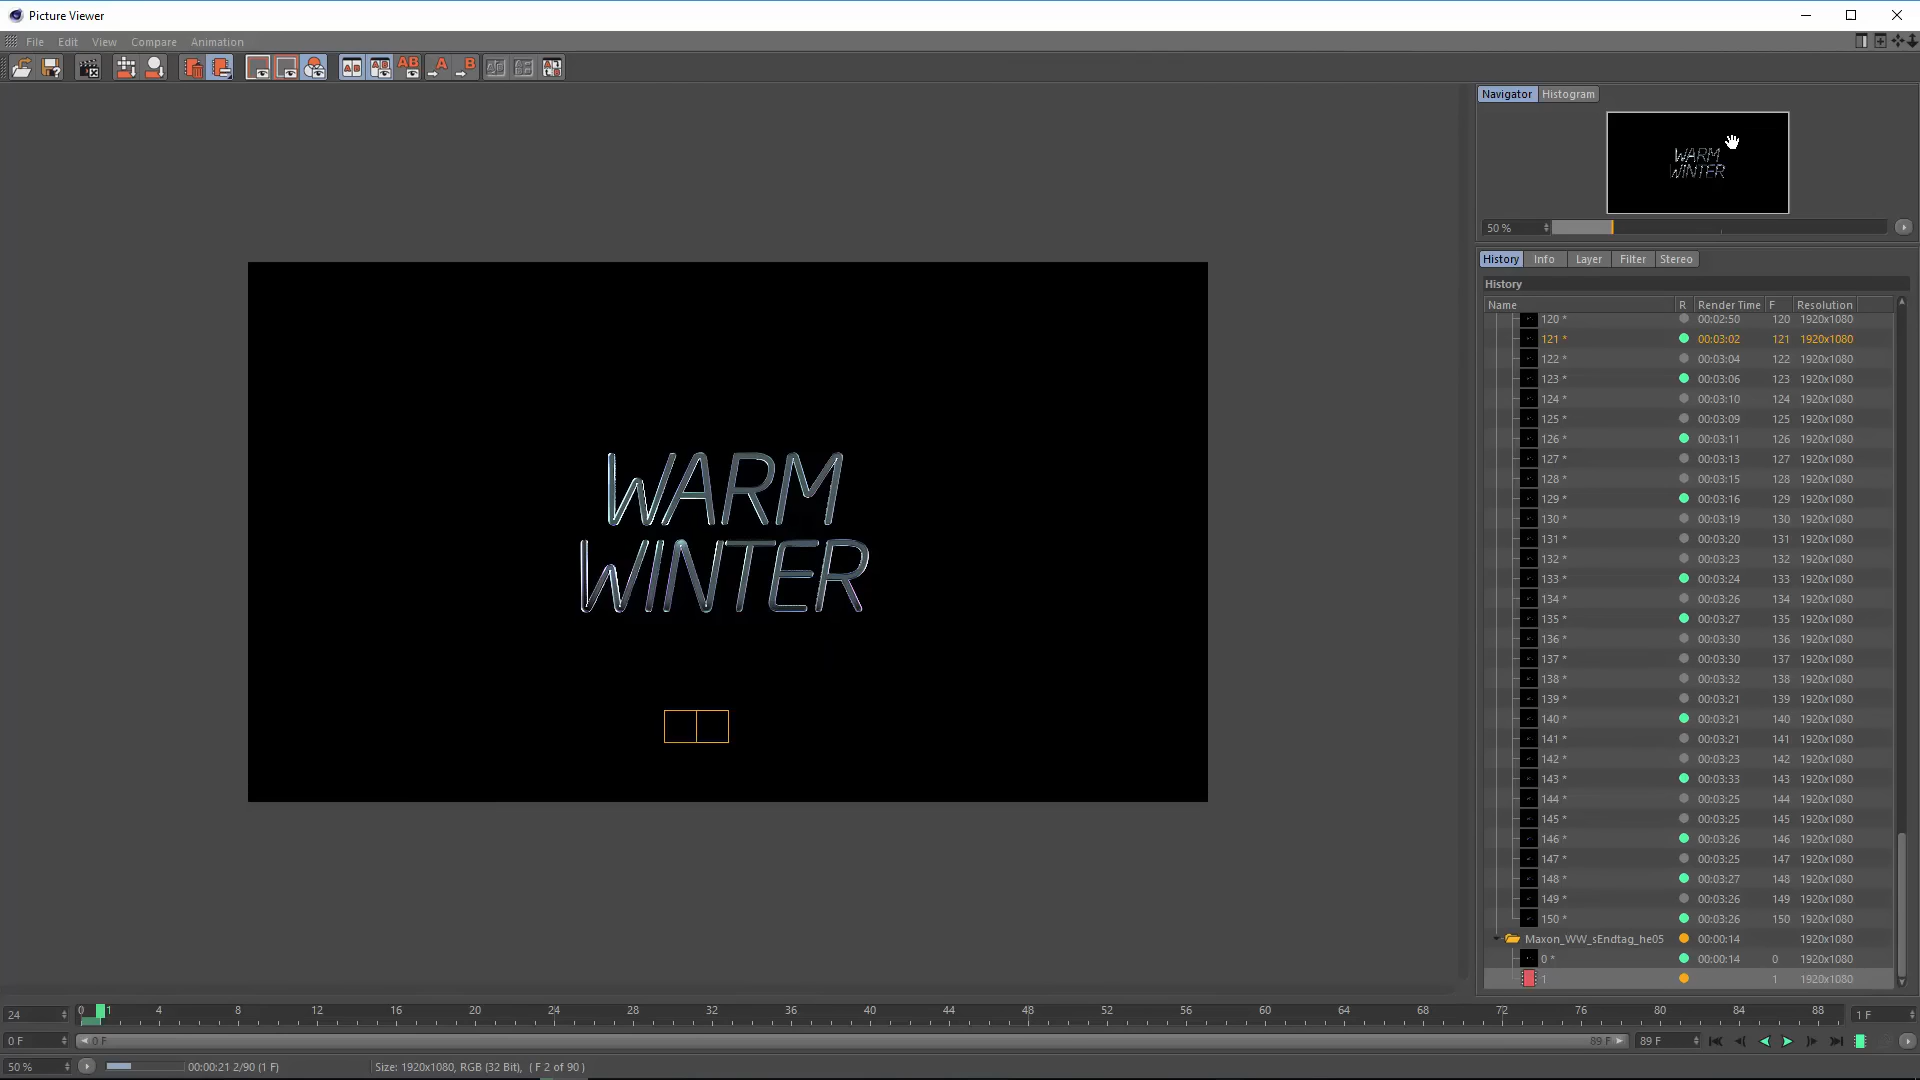 Picture Viewer
File Edit View Compare Animation
Navigator Histogram
WARM
WINTER
50 %
History Info Layer Filter Stereo
History
Name R Render Time F Resolution
120 * 00:02:50 120 1920x1080
121 * 00:03:02 121 1920x1080
122 * 00:03:04 122 1920x1080
123 * 00:03:06 123 1920x1080
124 * 00:03:10 124 1920x1080
125 * 00:03:09 125 1920x1080
126 * 00:03:11 126 1920x1080
127 * 00:03:13 127 1920x1080
128 * 00:03:15 128 1920x1080
129 * 00:03:16 129 1920x1080
130 * 00:03:19 130 1920x1080
131 * 00:03:20 131 1920x1080
132 * 00:03:23 132 1920x1080
133 * 00:03:24 133 1920x1080
134 * 00:03:26 134 1920x1080
135 * 00:03:27 135 1920x1080
136 * 00:03:30 136 1920x1080
137 * 00:03:30 137 1920x1080
138 * 00:03:32 138 1920x1080
139 * 00:03:21 139 1920x1080
140 * 00:03:21 140 1920x1080
141 * 00:03:21 141 1920x1080
142 * 00:03:23 142 1920x1080
143 * 00:03:33 143 1920x1080
144 * 00:03:25 144 1920x1080
145 * 00:03:25 145 1920x1080
146 * 00:03:26 146 1920x1080
147 * 00:03:25 147 1920x1080
148 * 00:03:27 148 1920x1080
149 * 00:03:26 149 1920x1080
150 * 00:03:26 150 1920x1080
Maxon_WW_sEndtag_he05 00:00:14 1920x1080
0 * 00:00:14 0 1920x1080
1 1 1920x1080
WARM
WINTER
24 0 1 4 8 12 16 20 24 28 32 36 40 44 48 52 56 60 64 68 72 76 80 84 88 1 F
0 F 0 F 89 F 89 F
50 % 00:00:21 2/90 (1 F) Size: 1920x1080, RGB (32 Bit), ( F 2 of 90 )